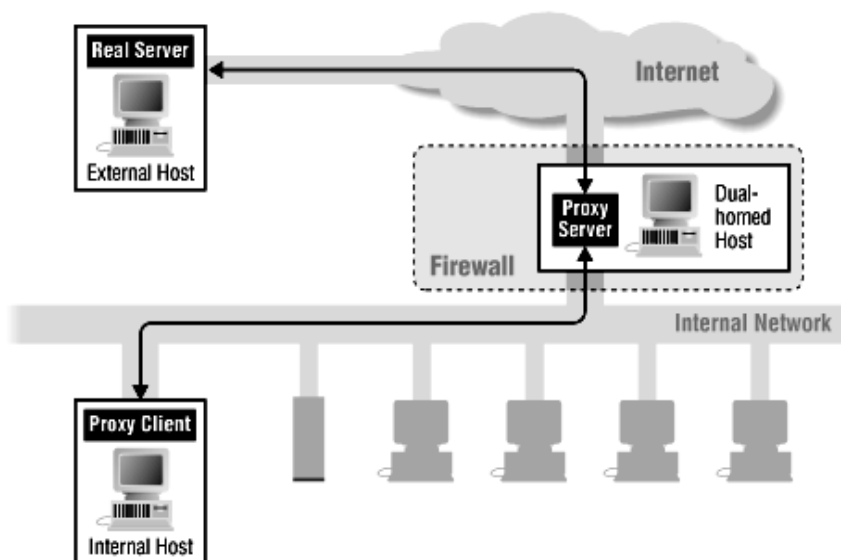 Real Server
External Host
Internet
Proxy
Server
Dual-
homed
Host
Firewall
Internal Network
Proxy Client
Internal Host